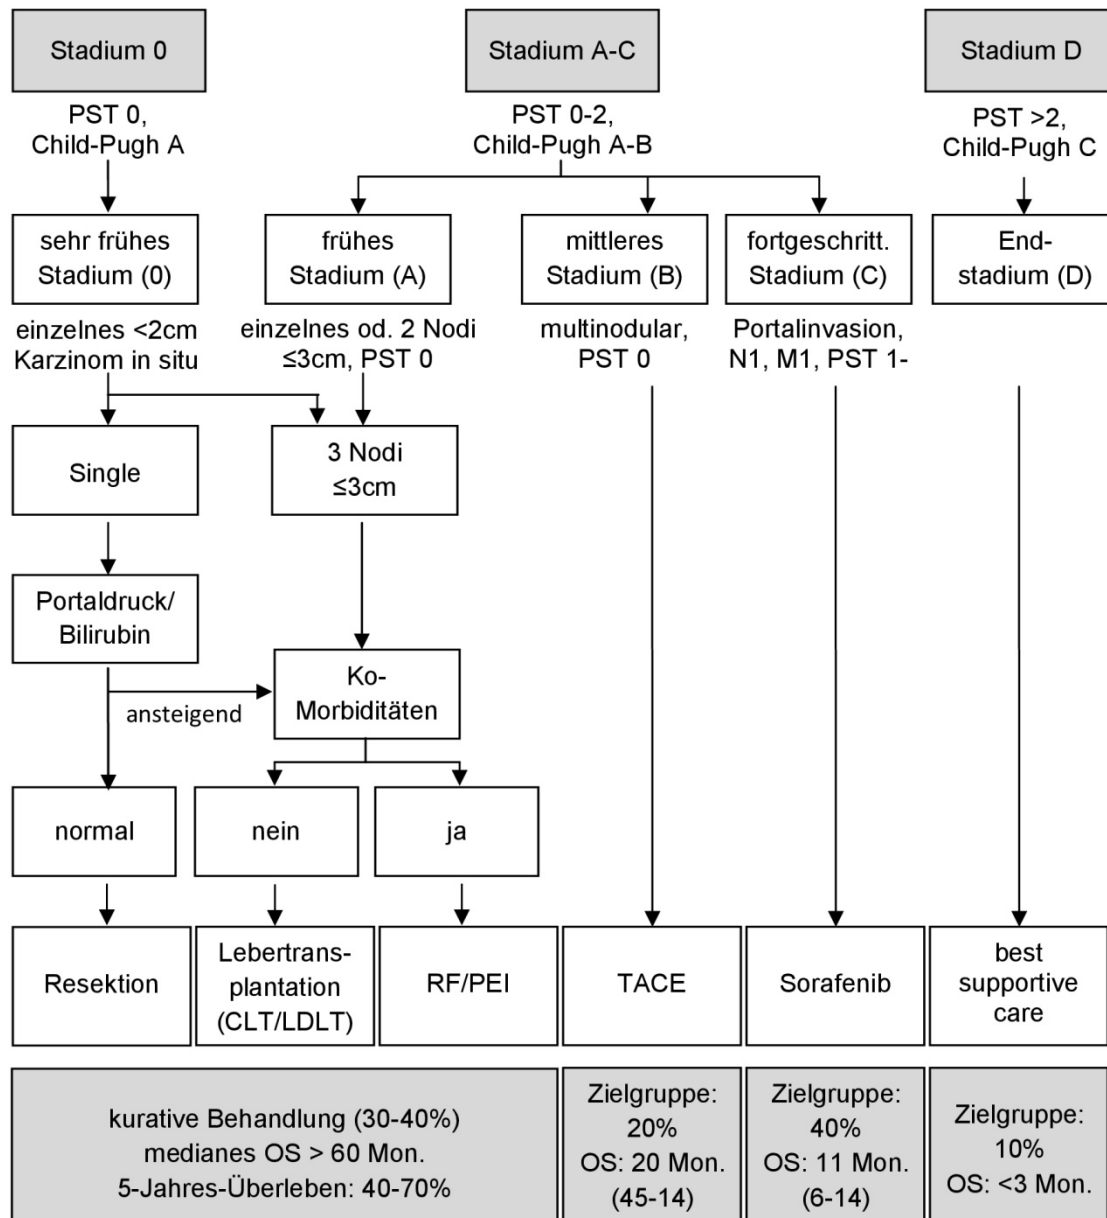 Stadium 0
Stadium A-C
Stadium D
PST 0,
Child-Pugh A
PST 0-2,
Child-Pugh A-B
PST >2,
Child-Pugh C
sehr frühes
Stadium (0)
frühes
Stadium (A)
mittleres
Stadium (B)
fortgeschritt.
Stadium (C)
End-
stadium (D)
einzelnes <2cm
Karzinom in situ
einzelnes od. 2 Nodi
≤3cm, PST 0
multinodular,
PST 0
Portalinvasion,
N1, M1, PST 1-
Single
3 Nodi
≤3cm
Portaldruck/
Bilirubin
ansteigend
Ko-
Morbiditäten
normal
nein
ja
Resektion
Lebertrans-
plantation
(CLT/LDLT)
RF/PEI
TACE
Sorafenib
best
supportive
care
kurative Behandlung (30-40%)
medianes OS > 60 Mon.
5-Jahres-Überleben: 40-70%
Zielgruppe:
20%
OS: 20 Mon.
(45-14)
Zielgruppe:
40%
OS: 11 Mon.
(6-14)
Zielgruppe:
10%
OS: <3 Mon.